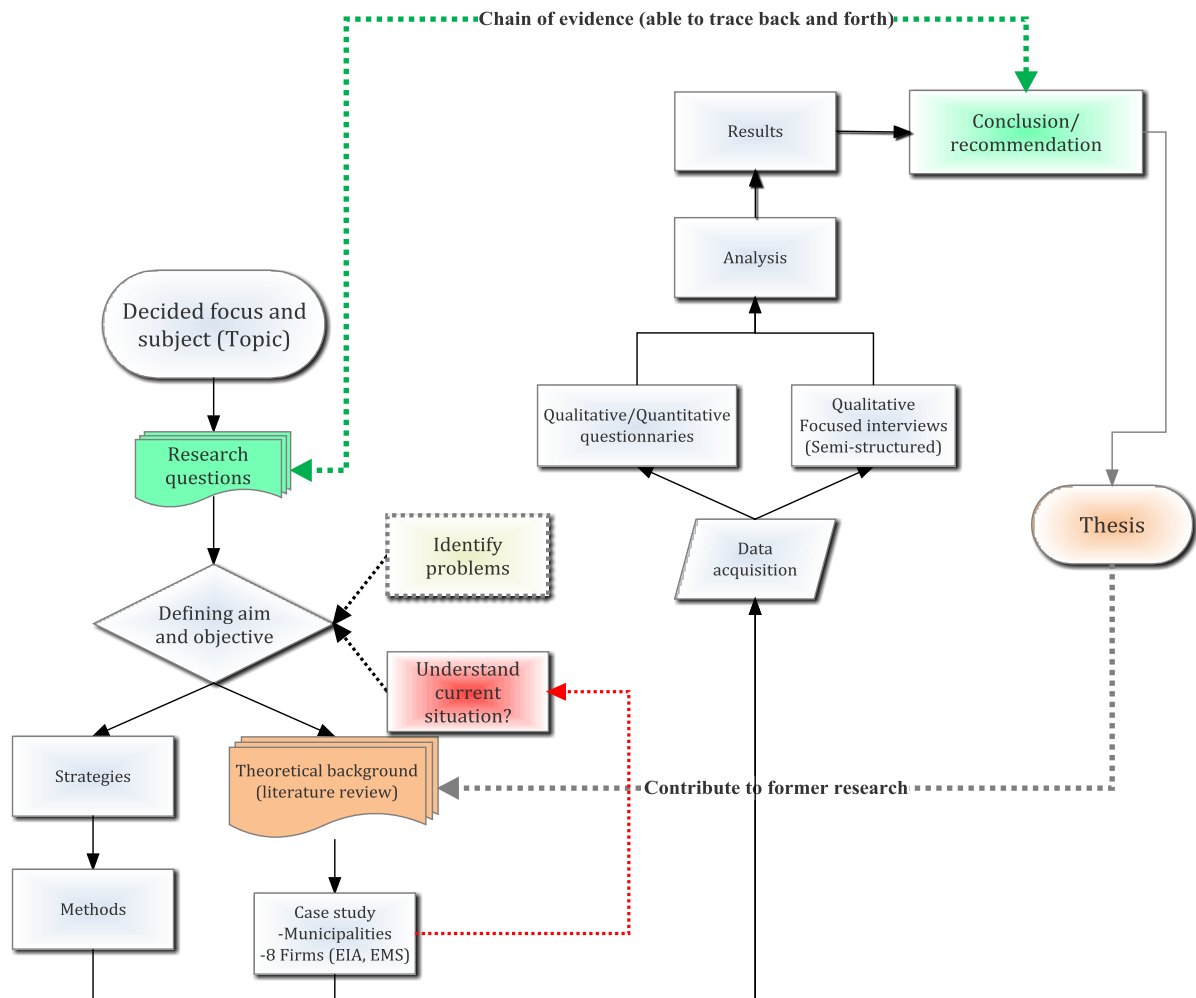 Chain of evidence (able to trace back and forth)
Results
Conclusion/
recommendation
Analysis
Decided focus and
subject (Topic)
Qualitative/Quantitative
questionnaries
Qualitative
Focused interviews
(Semi-structured)
Research
questions
Thesis
Identify
problems
Data
acquisition
Defining aim
and objective
Understand
current
situation?
Strategies
Theoretical background
(literature review)
Contribute to former research
Methods
Case study
-Municipalities
-8 Firms (EIA, EMS)